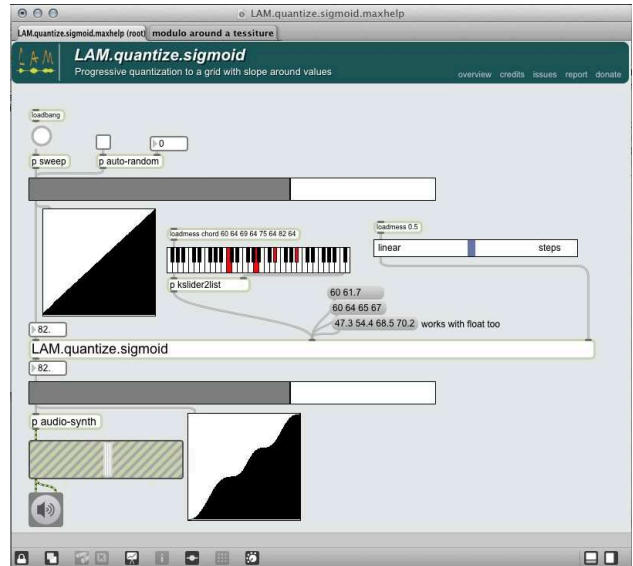 LAM.quantize.sigmoid.maxhelp
LAM.quantize.sigmoid.maxhelp (root) modulo around a tessiture
LAM
LAM.quantize.sigmoid
Progressive quantization to a grid with slope around values
overview credits issues report donate
loadbang
0
p sweep p auto-random
loadmess chord 60 64 69 64 75 64 82 64
loadmess 0.5
linear steps
p kslider2list
60 61.7
60 64 65 67
47.3 54.4 68.5 70.2 works with float too
82.
LAM.quantize.sigmoid
82.
p audio-synth